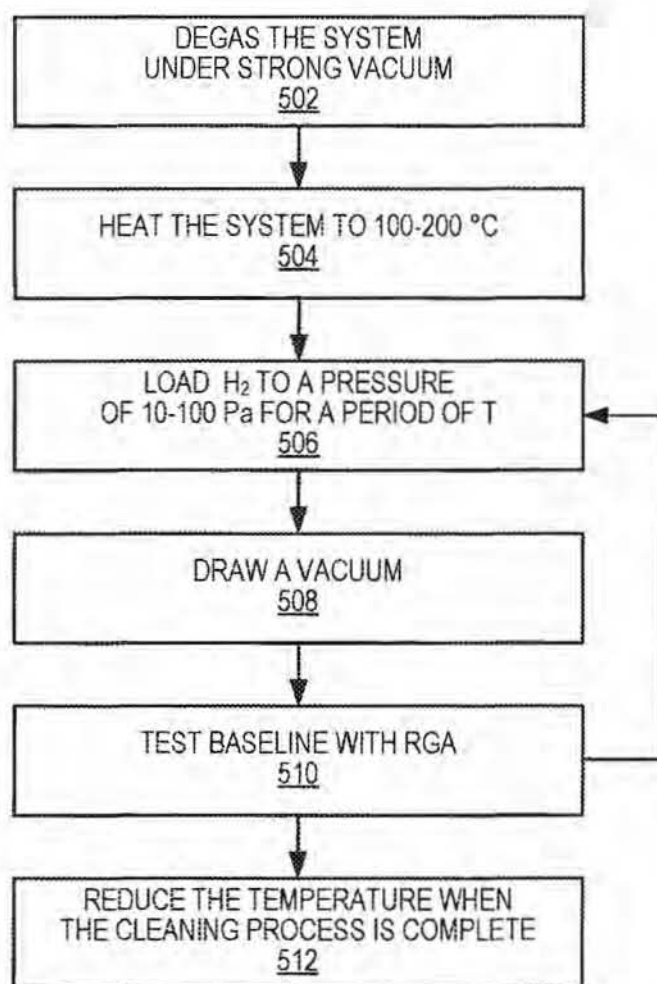 DEGAS THE SYSTEM
UNDER STRONG VACUUM
502
HEAT THE SYSTEM TO 100-200 °C
504
LOAD H₂ TO A PRESSURE
OF 10-100 Pa FOR A PERIOD OF T
506
DRAW A VACUUM
508
TEST BASELINE WITH RGA
510
REDUCE THE TEMPERATURE WHEN
THE CLEANING PROCESS IS COMPLETE
512